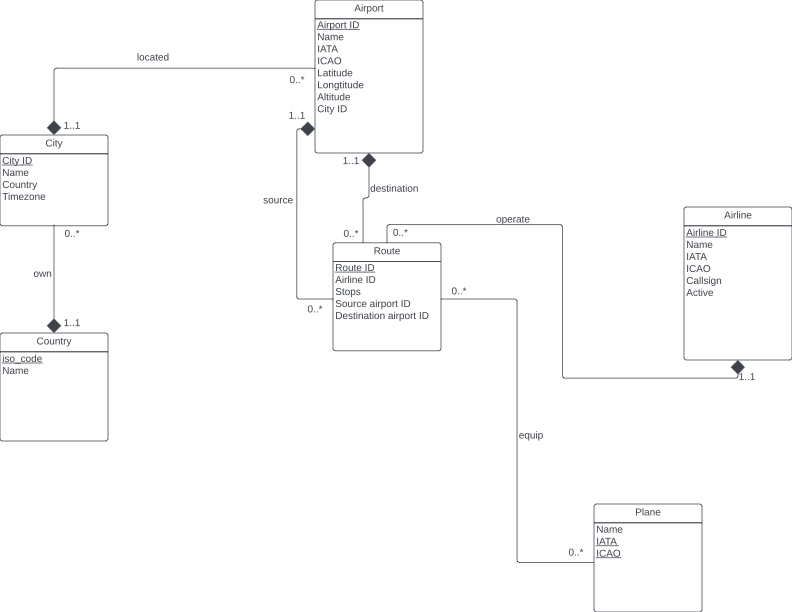 Airport
Airport ID
Name
IATA
ICAO
Latitude
Longtitude
Altitude
City ID
located
0..*
1..1
1..1
City
City ID
Name
Country
Timezone
0..*
own
1..1
Country
iso_code
Name
source
0..*
1..1
destination
0..*
0..*
operate
Route
Route ID
Airline ID
Stops
Source airport ID
Destination airport ID
0..*
Airline
Airline ID
Name
IATA
ICAO
Callsign
Active
1..1
equip
0..*
Plane
Name
IATA
ICAO